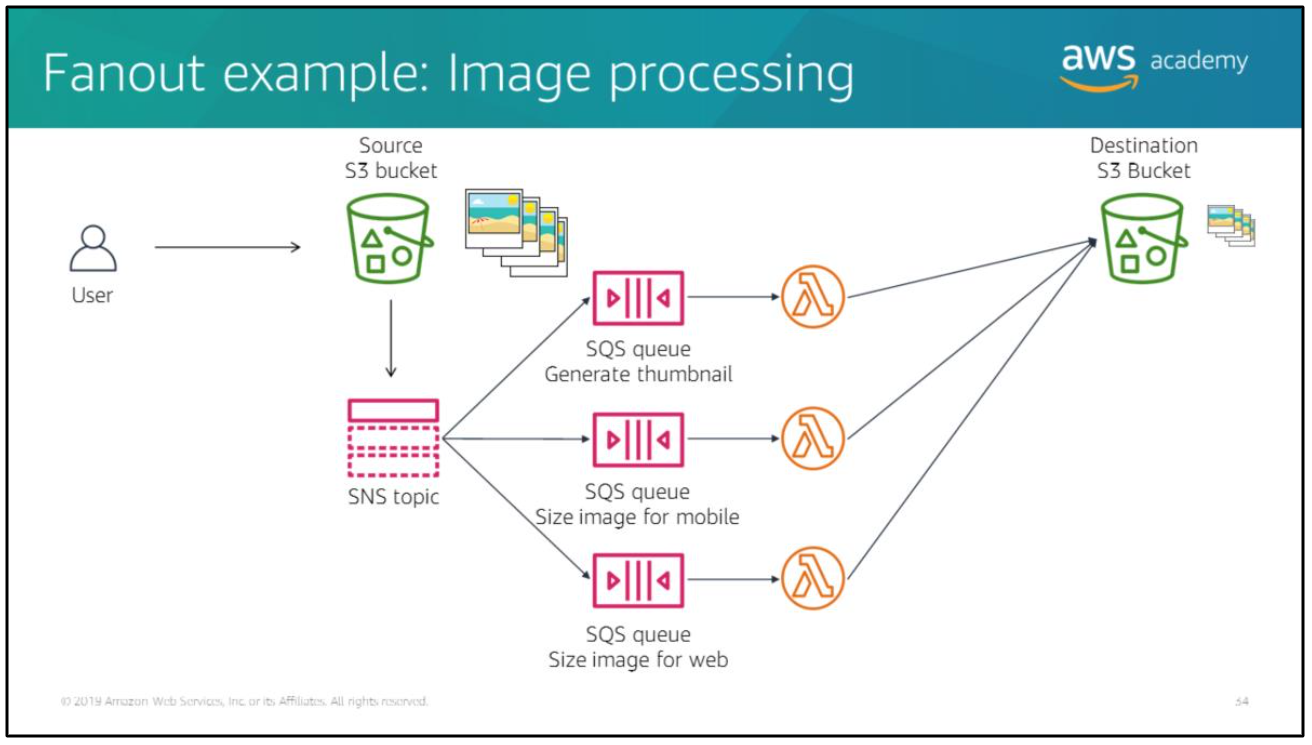 Fanout example: Image processing
aws academy
Source
S3 bucket
Destination
S3 Bucket
User
SQS queue
Generate thumbnail
SNS topic
SQS queue
Size image for mobile
SQS queue
Size image for web
© 2019 Amazon Web Services, Inc. or its Affiliates. All rights reserved.
34